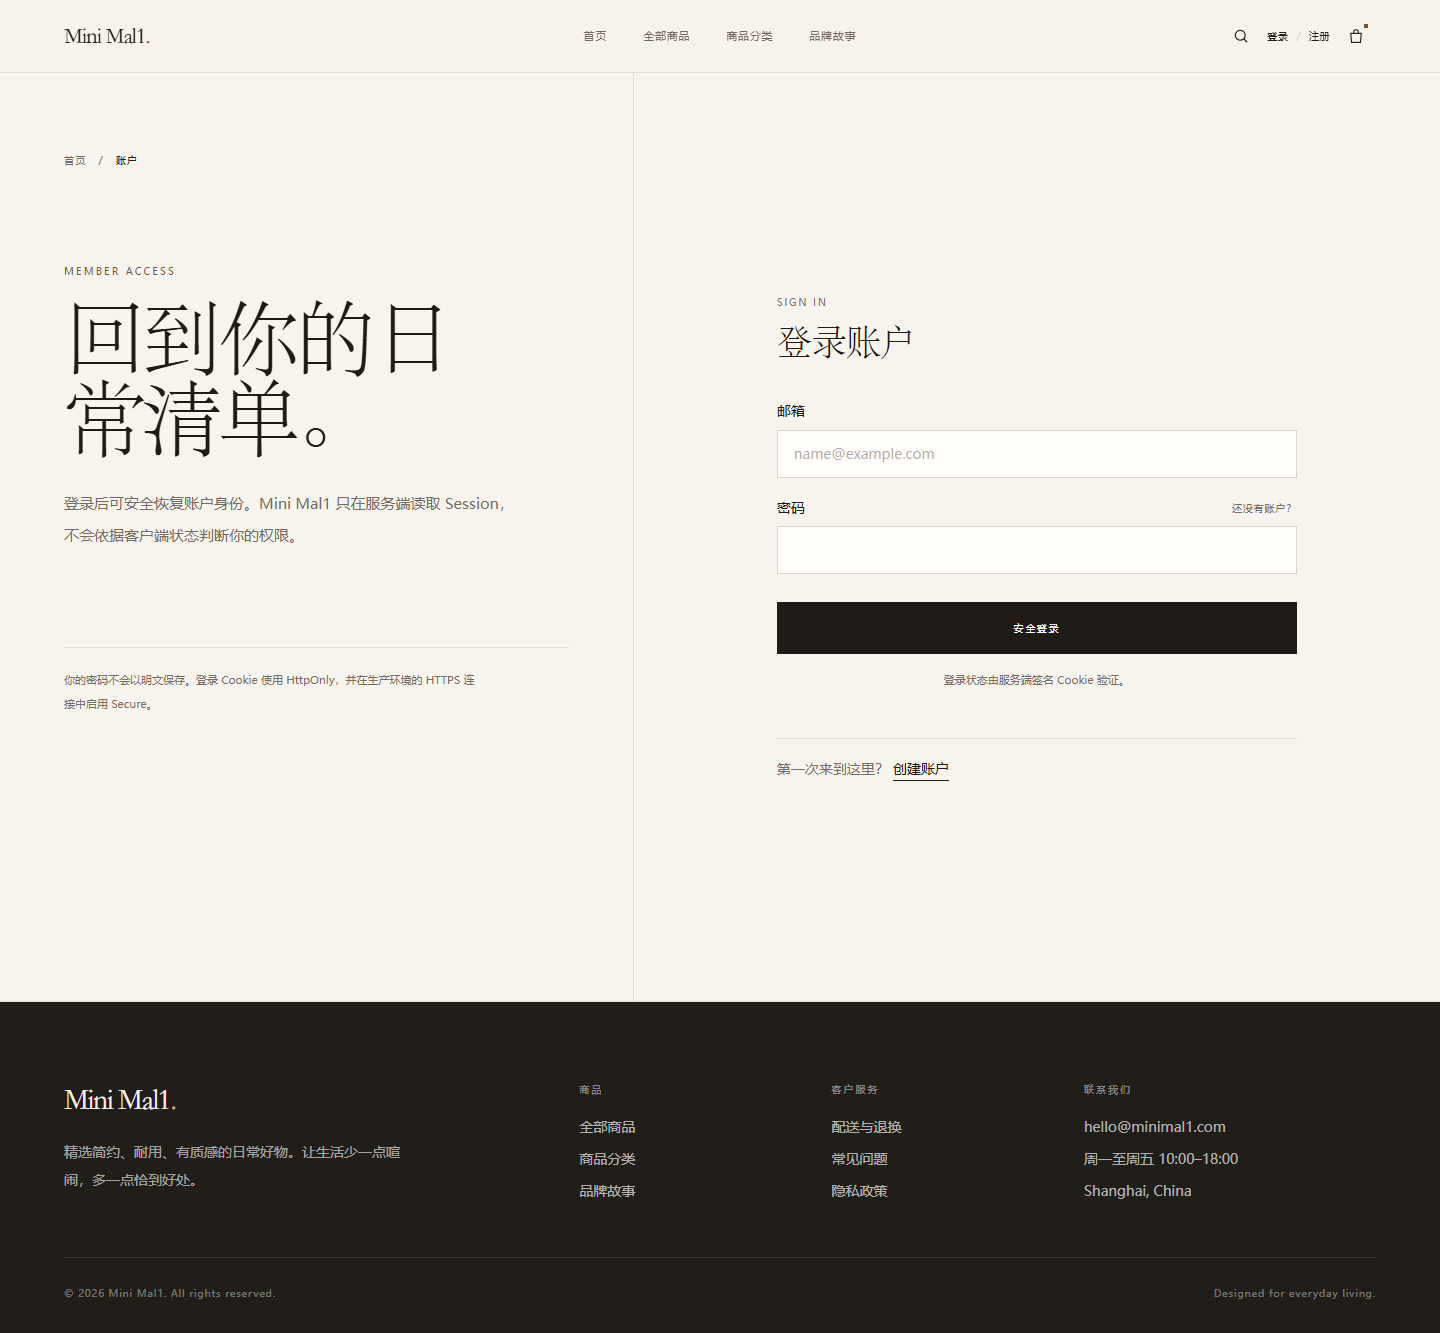 Mini Mal1.
首页 全部商品 商品分类 品牌故事
登录 / 注册
首页 / 账户
MEMBER ACCESS
回到你的日
常清单。
登录后可安全恢复账户身份。Mini Mal1 只在服务端读取 Session，
不会依据客户端状态判断你的权限。
你的密码不会以明文保存。登录 Cookie 使用 HttpOnly，并在生产环境的 HTTPS 连
接中启用 Secure。
SIGN IN
登录账户
邮箱
name@example.com
密码 还没有账户？
安全登录
登录状态由服务端签名 Cookie 验证。
第一次来到这里？ 创建账户
Mini Mal1.
精选简约、耐用、有质感的日常好物。让生活少一点喧
闹，多一点恰到好处。
商品
全部商品
商品分类
品牌故事
客户服务
配送与退换
常见问题
隐私政策
联系我们
hello@minimal1.com
周一至周五 10:00–18:00
Shanghai, China
© 2026 Mini Mal1. All rights reserved.
Designed for everyday living.